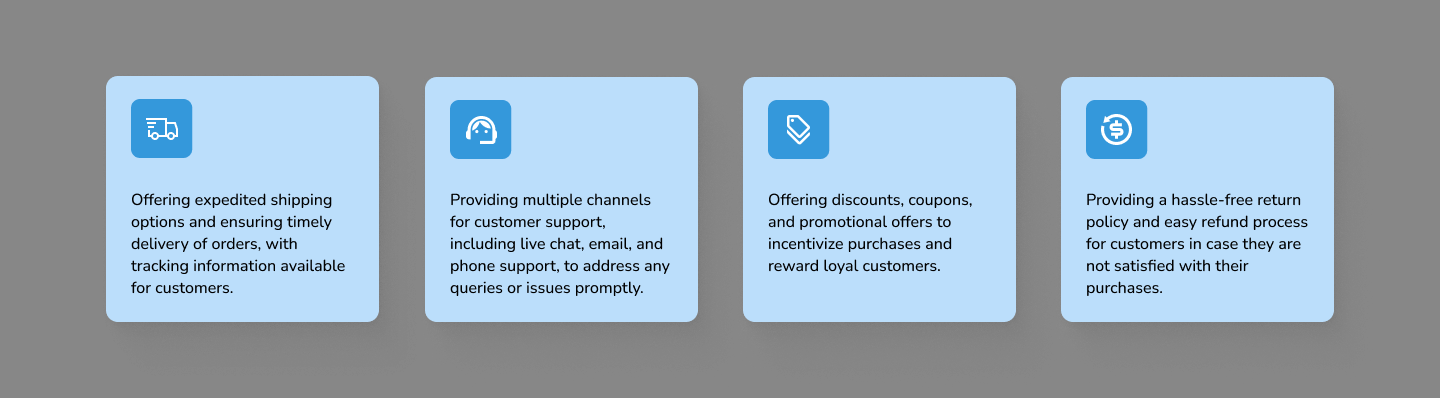 Offering expedited shipping
options and ensuring timely
delivery of orders, with
tracking information available
for customers.
Providing multiple channels
for customer support,
including live chat, email, and
phone support, to address any
queries or issues promptly.
Offering discounts, coupons,
and promotional offers to
incentivize purchases and
reward loyal customers.
Providing a hassle-free return
policy and easy refund process
for customers in case they are
not satisfied with their
purchases.